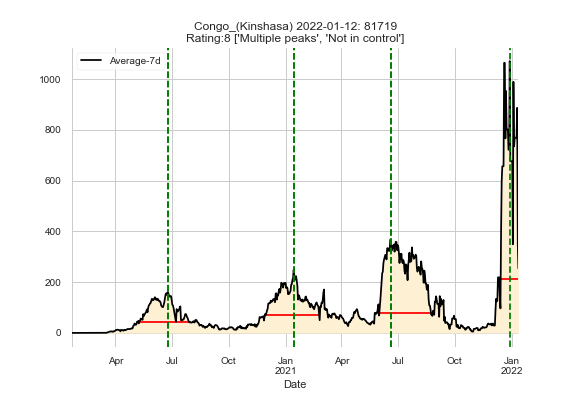 Congo_(Kinshasa) 2022-01-12: 81719
Rating:8 ['Multiple peaks', 'Not in control']
Average-7d
1000
800
600
400
200
0
Apr Jul Oct Jan Apr Jul Oct Jan
2021 2022
Date